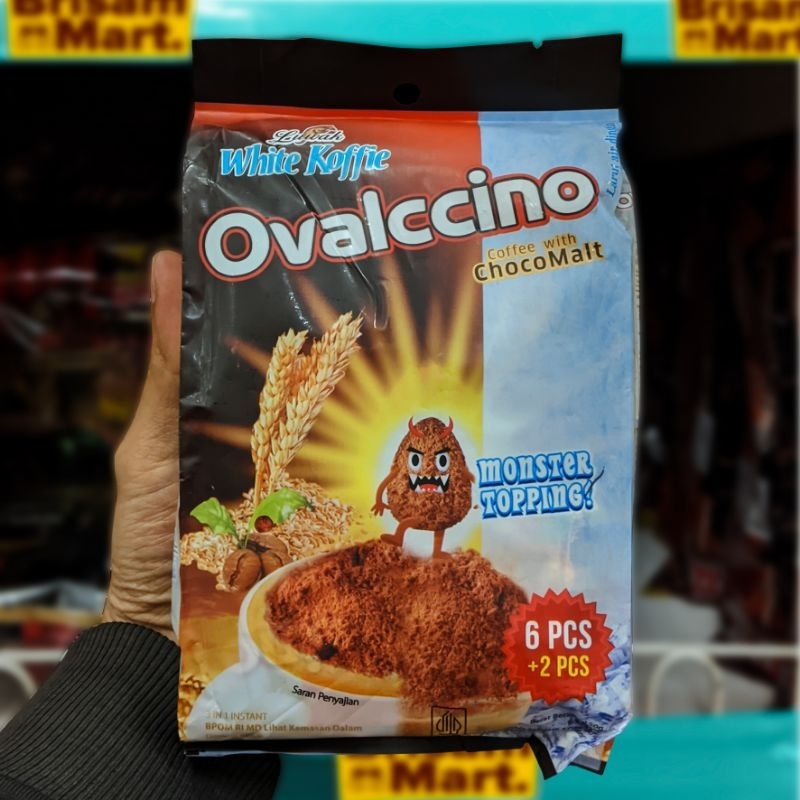 Brisam
Mart.
Brisam
Mart.
Luwak
White Koffie
Ovalccino
Coffee with
ChocoMalt
MONSTER
TOPPING!
6 PCS
+2 PCS
Saran Penyajian
3 IN 1 INSTANT
BPOM RI MD Lihat Kemasan Dalam
Mart.